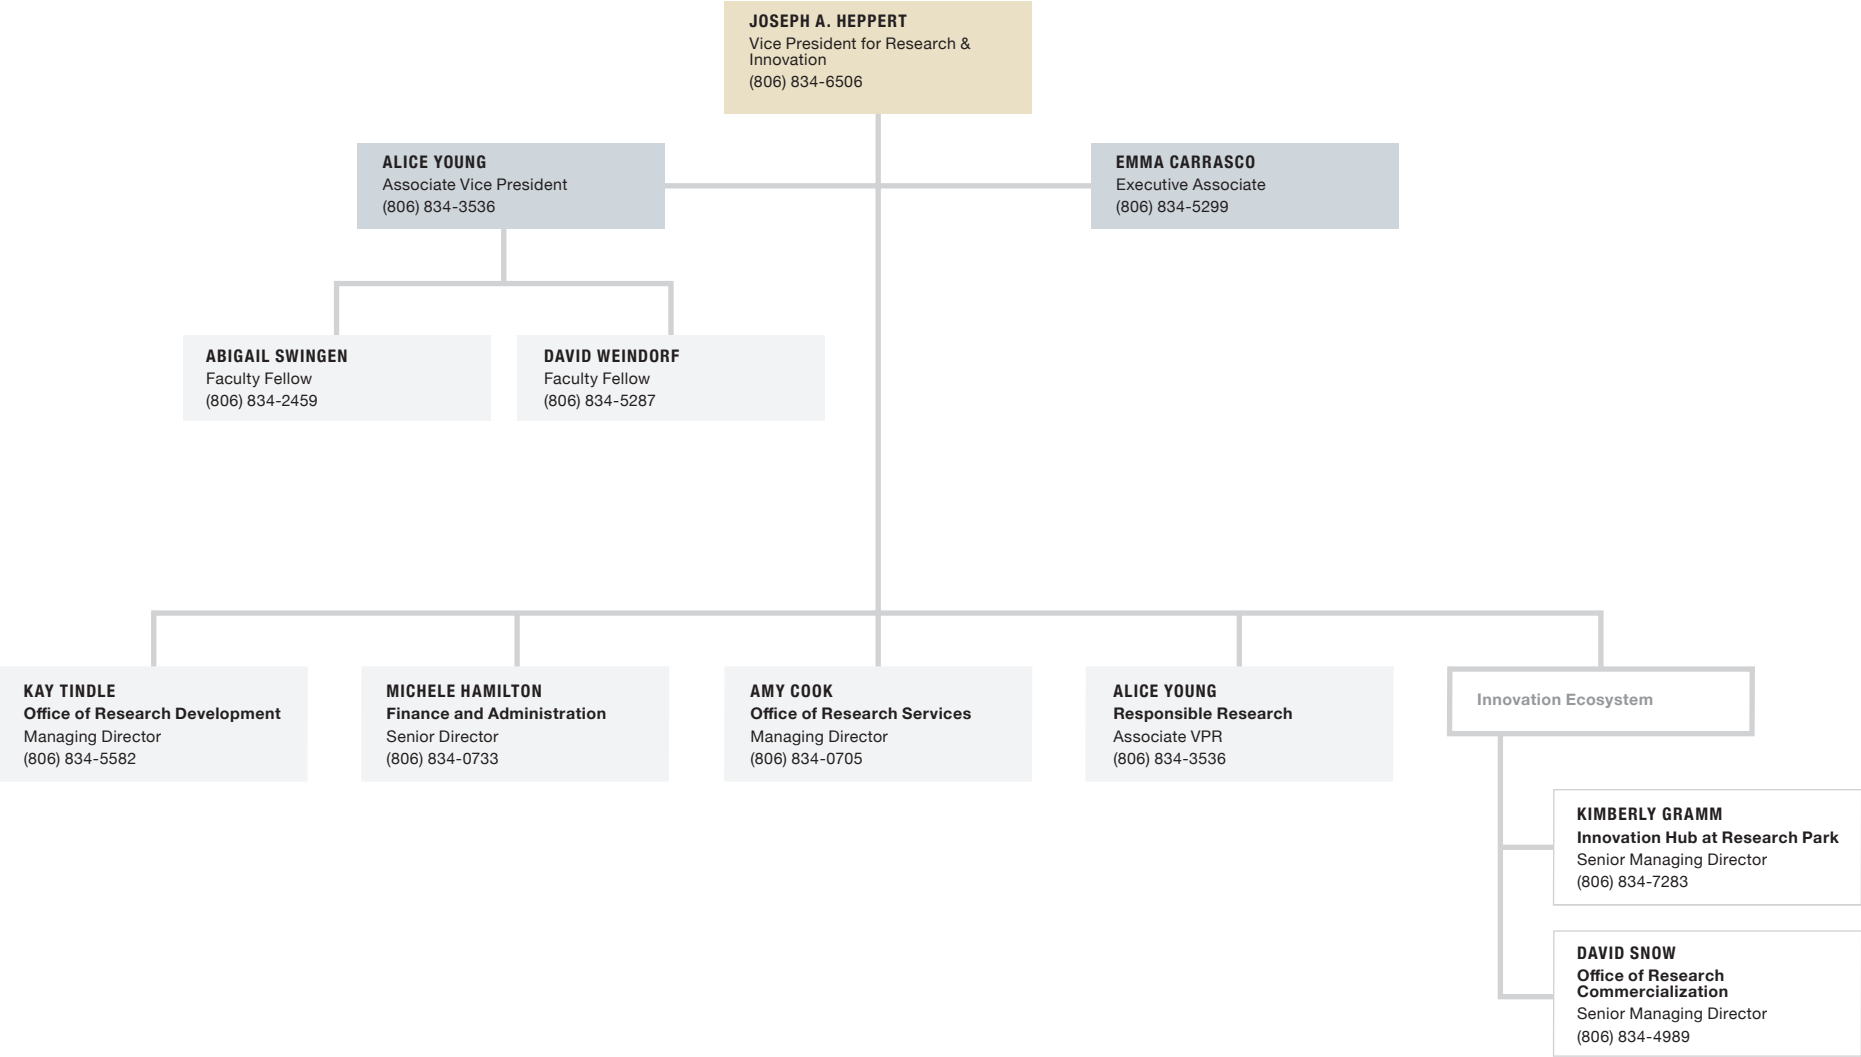 JOSEPH A. HEPPERT
Vice President for Research &
Innovation
(806) 834-6506
ALICE YOUNG
Associate Vice President
(806) 834-3536
EMMA CARRASCO
Executive Associate
(806) 834-5299
ABIGAIL SWINGEN
Faculty Fellow
(806) 834-2459
DAVID WEINDORF
Faculty Fellow
(806) 834-5287
KAY TINDLE
Office of Research Development
Managing Director
(806) 834-5582
MICHELE HAMILTON
Finance and Administration
Senior Director
(806) 834-0733
AMY COOK
Office of Research Services
Managing Director
(806) 834-0705
ALICE YOUNG
Responsible Research
Associate VPR
(806) 834-3536
Innovation Ecosystem
KIMBERLY GRAMM
Innovation Hub at Research Park
Senior Managing Director
(806) 834-7283
DAVID SNOW
Office of Research
Commercialization
Senior Managing Director
(806) 834-4989